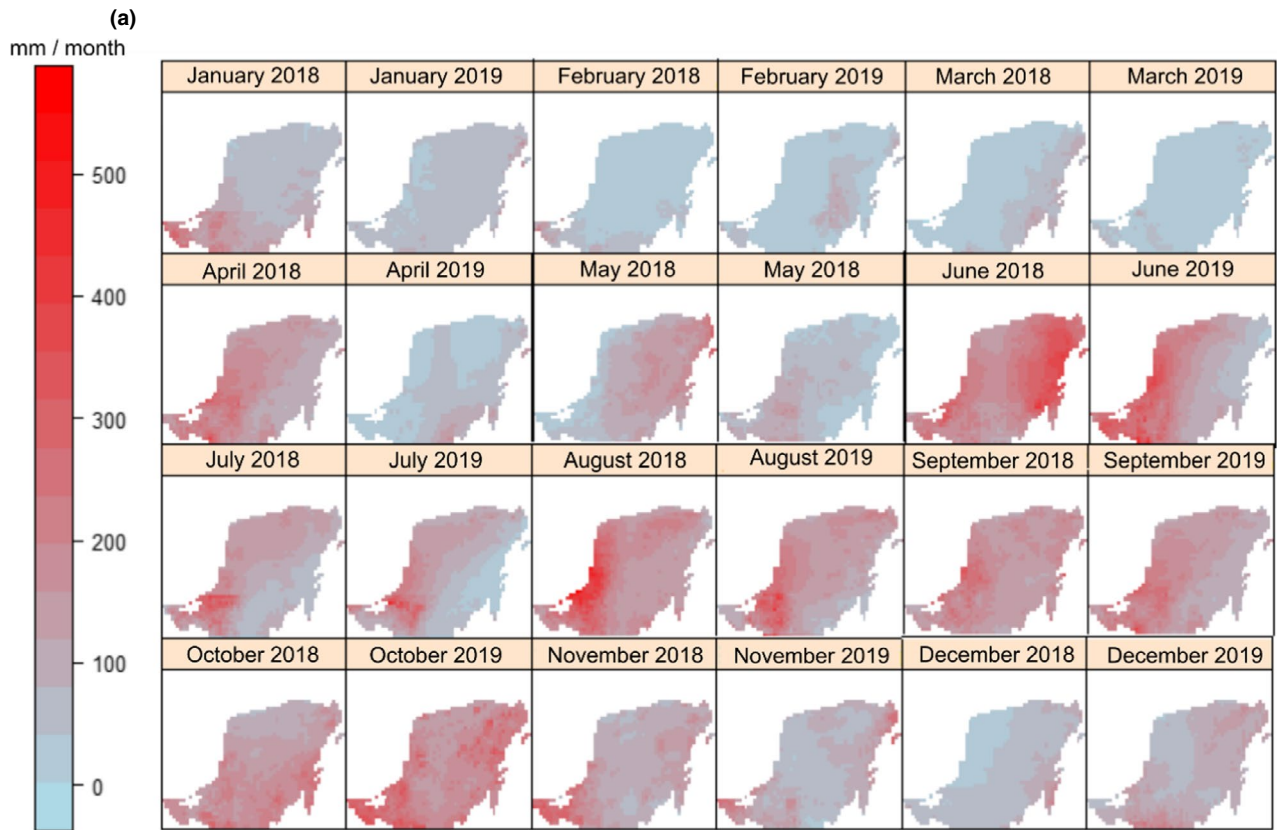 (a)
mm / month
500
400
300
200
100
0
January 2018 January 2019 February 2018 February 2019 March 2018 March 2019
April 2018 April 2019 May 2018 May 2018 June 2018 June 2019
July 2018 July 2019 August 2018 August 2019 September 2018 September 2019
October 2018 October 2019 November 2018 November 2019 December 2018 December 2019